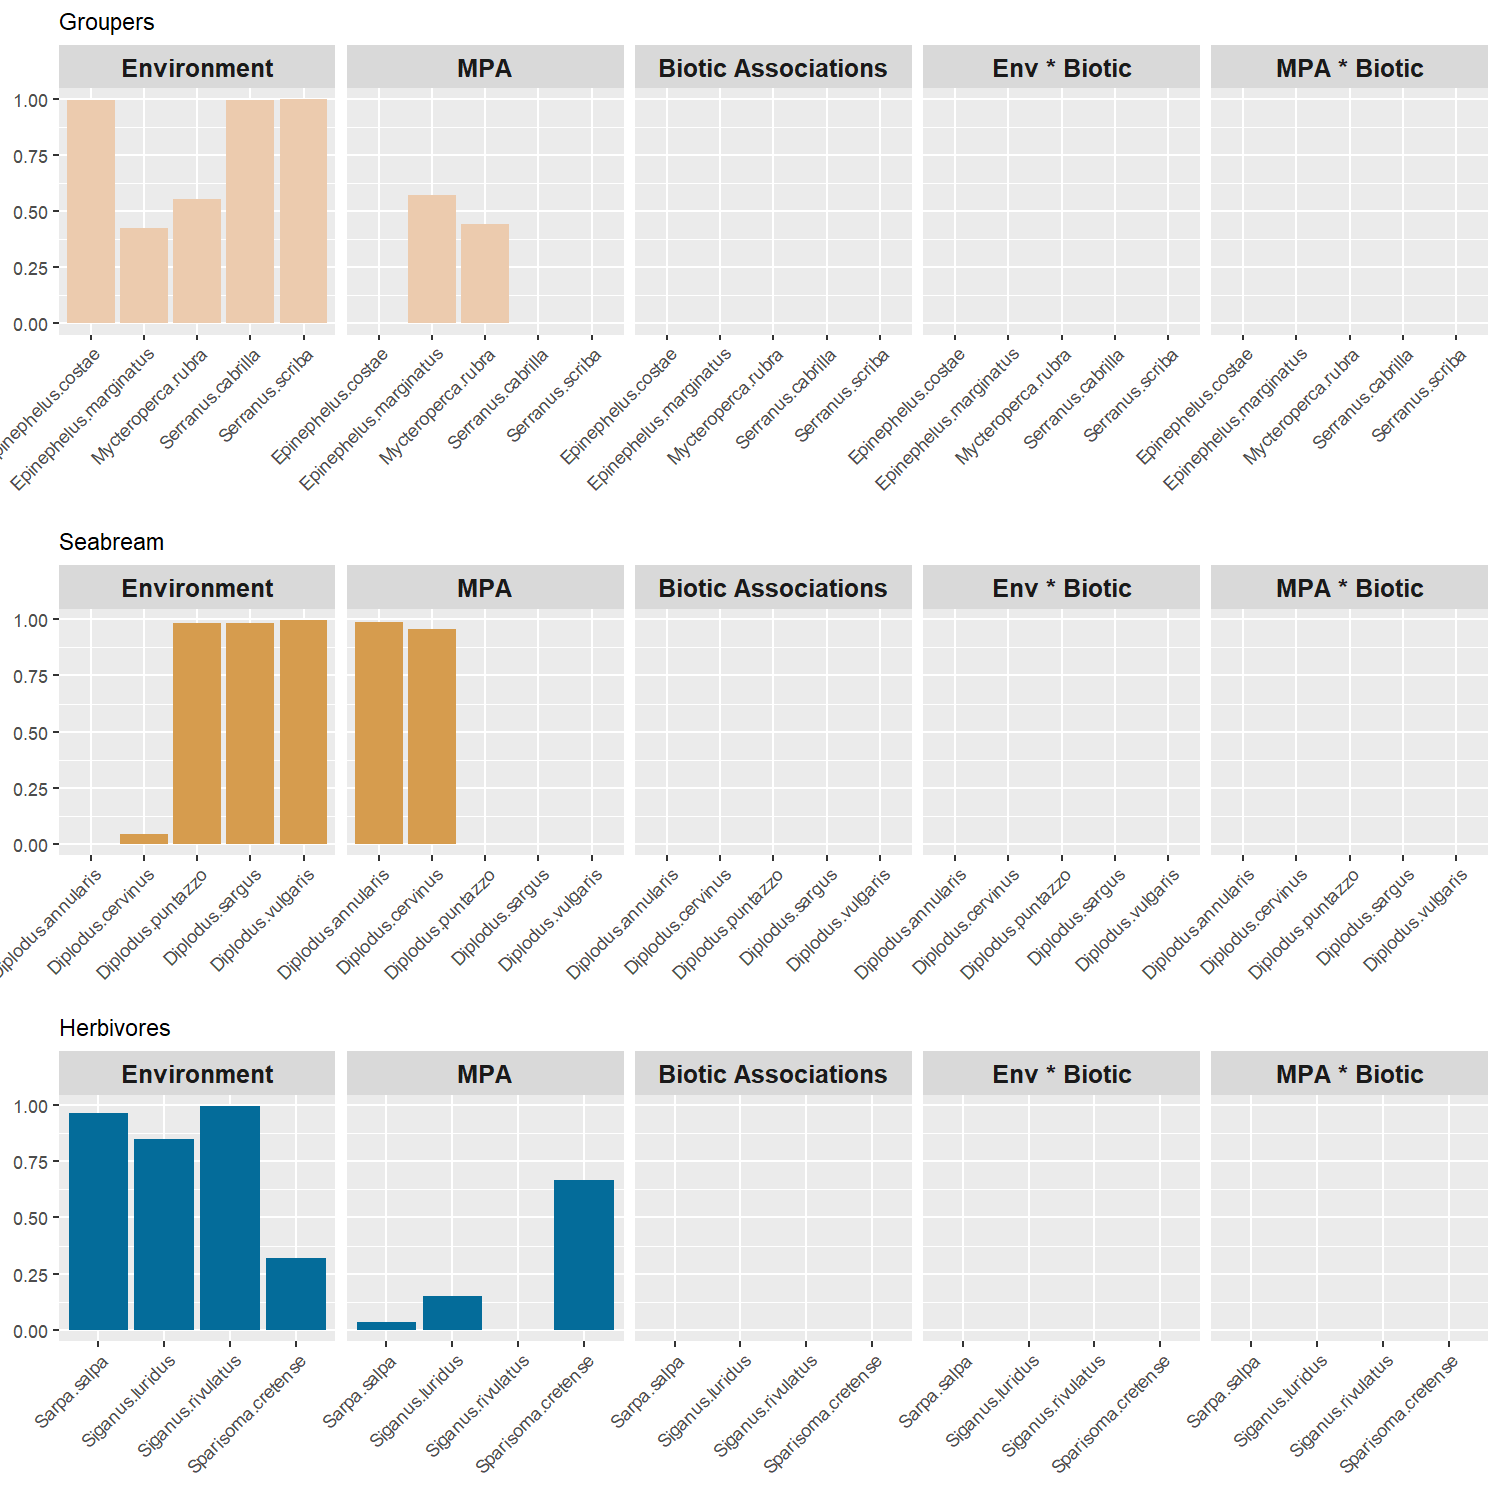 Groupers
Environment MPA Biotic Associations Env * Biotic MPA * Biotic
1.00
0.75
0.50
0.25
0.00
Epinephelus.marginatus Mycteroperca.rubra Serranus.cabrilla Serranus.scriba Epinephelus.costae Epinephelus.marginatus Mycteroperca.rubra Serranus.cabrilla Serranus.scriba Epinephelus.costae Epinephelus.marginatus Mycteroperca.rubra Serranus.cabrilla Serranus.scriba Epinephelus.costae Epinephelus.marginatus Mycteroperca.rubra Serranus.cabrilla Serranus.scriba Epinephelus.costae Epinephelus.marginatus Mycteroperca.rubra Serranus.cabrilla Serranus.scriba
Seabream
Environment MPA Biotic Associations Env * Biotic MPA * Biotic
1.00
0.75
0.50
0.25
0.00
Diplodus.annularis Diplodus.cervinus Diplodus.puntazzo Diplodus.sargus Diplodus.vulgaris Diplodus.annularis Diplodus.cervinus Diplodus.puntazzo Diplodus.sargus Diplodus.vulgaris Diplodus.annularis Diplodus.cervinus Diplodus.puntazzo Diplodus.sargus Diplodus.vulgaris Diplodus.annularis Diplodus.cervinus Diplodus.puntazzo Diplodus.sargus Diplodus.vulgaris Diplodus.annularis Diplodus.cervinus Diplodus.puntazzo Diplodus.sargus Diplodus.vulgaris
Herbivores
Environment MPA Biotic Associations Env * Biotic MPA * Biotic
1.00
0.75
0.50
0.25
0.00
Sarpa.salpa Siganus.luridus Siganus.rivulatus Sparisoma.cretense Sarpa.salpa Siganus.luridus Siganus.rivulatus Sparisoma.cretense Sarpa.salpa Siganus.luridus Siganus.rivulatus Sparisoma.cretense Sarpa.salpa Siganus.luridus Siganus.rivulatus Sparisoma.cretense Sarpa.salpa Siganus.luridus Siganus.rivulatus Sparisoma.cretense